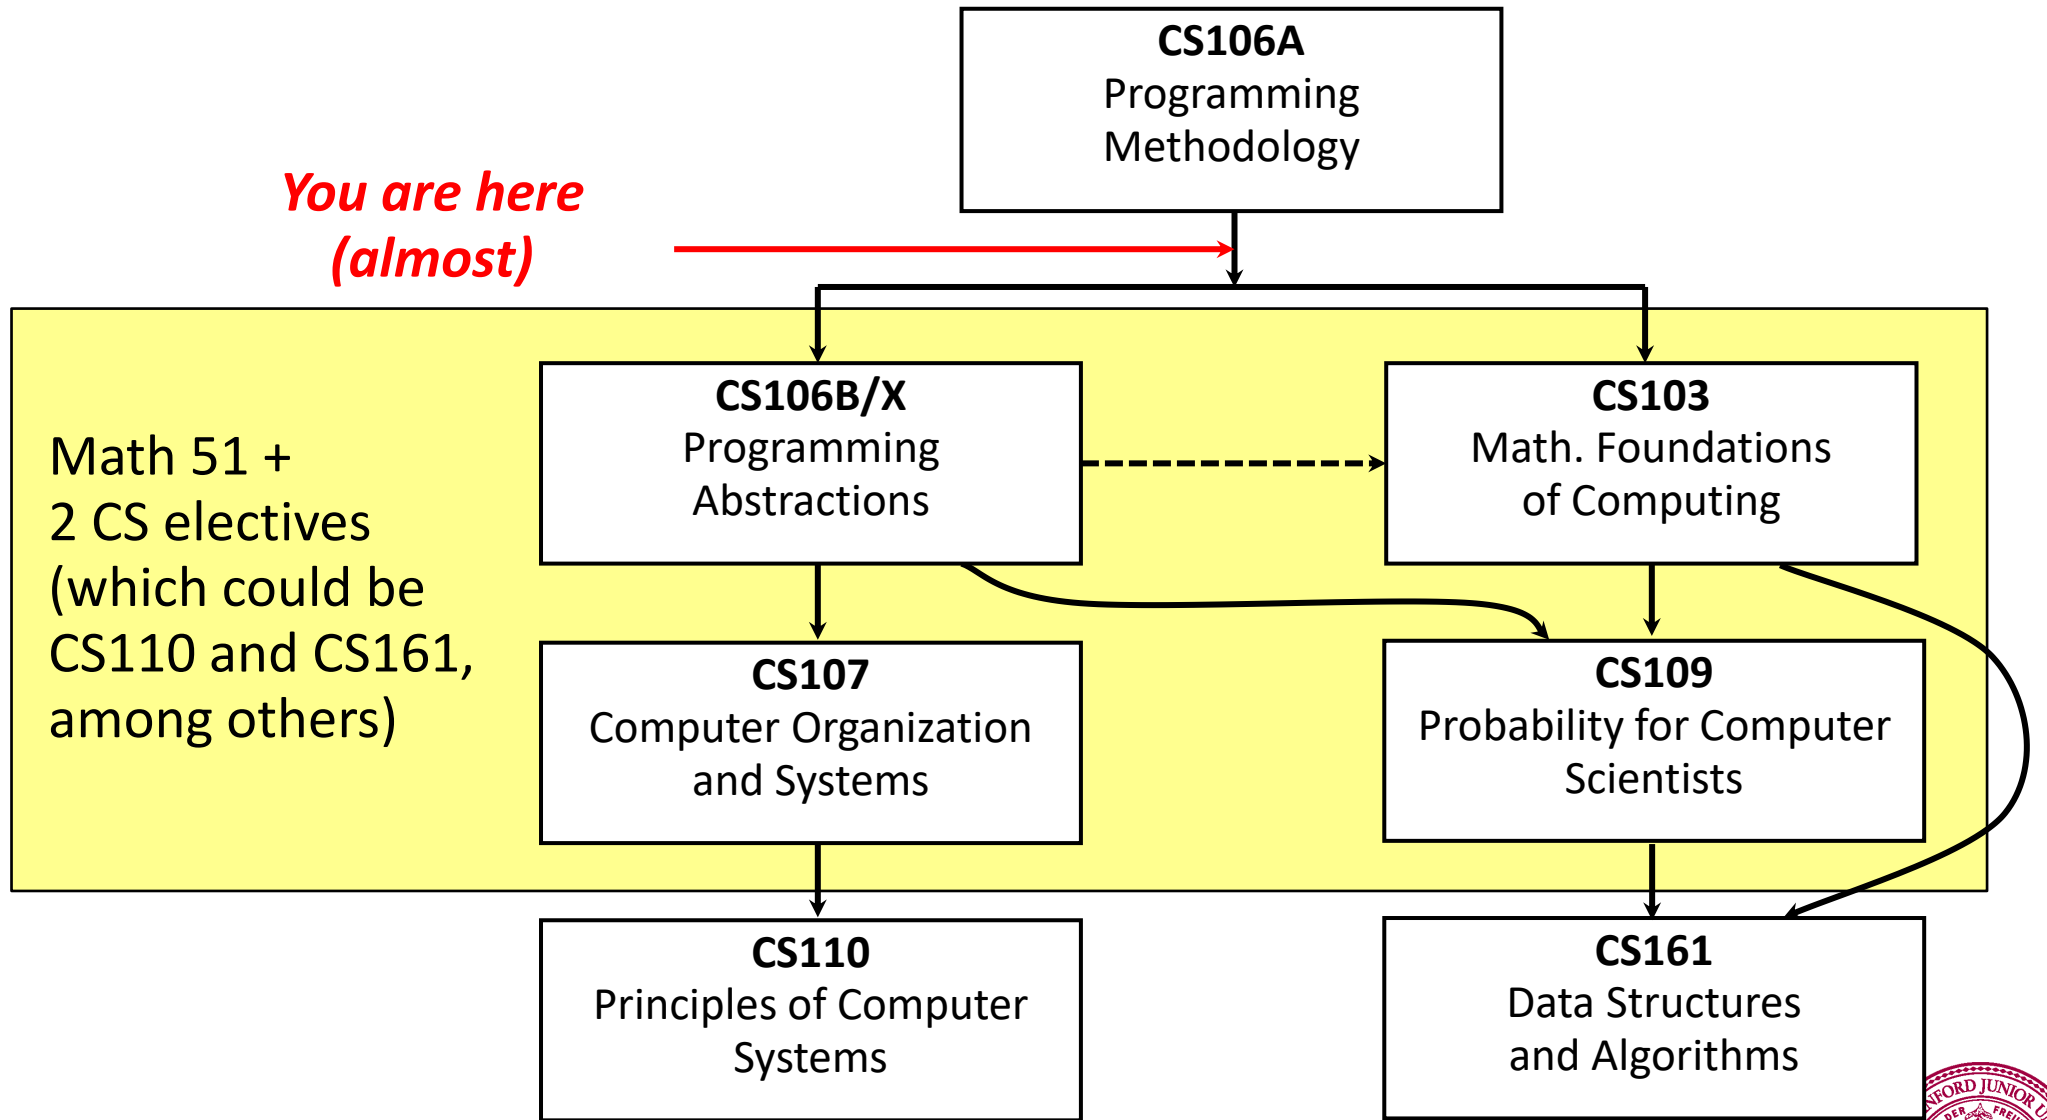 CS106A
Programming
Methodology
You are here
(almost)
CS106B/X
Programming
Abstractions
CS103
Math. Foundations
of Computing
Math 51 +
2 CS electives
(which could be
CS110 and CS161,
among others)
CS107
Computer Organization
and Systems
CS109
Probability for Computer
Scientists
CS110
Principles of Computer
Systems
CS161
Data Structures
and Algorithms
JUNIOR
DER